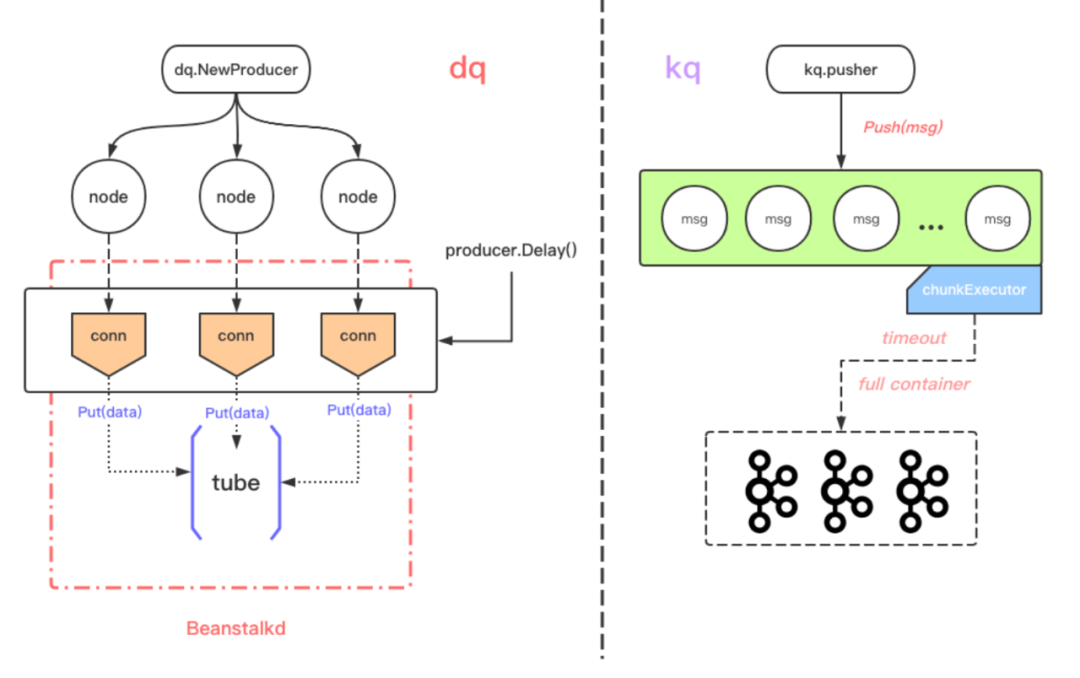 dq.NewProducer
dq
node
node
node
producer.Delay()
conn
conn
conn
Put(data)
Put(data)
Put(data)
tube
Beanstalkd
kq
kq.pusher
Push(msg)
msg
msg
msg
...
msg
chunkExecutor
timeout
full container